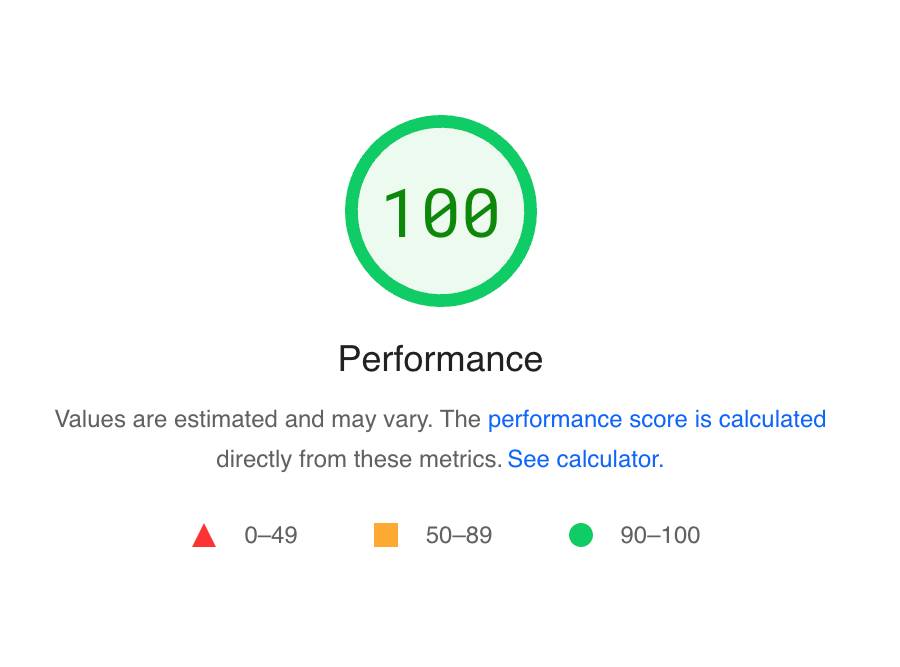 100
Performance
Values are estimated and may vary. The performance score is calculated
directly from these metrics. See calculator.
0–49 50–89 90–100